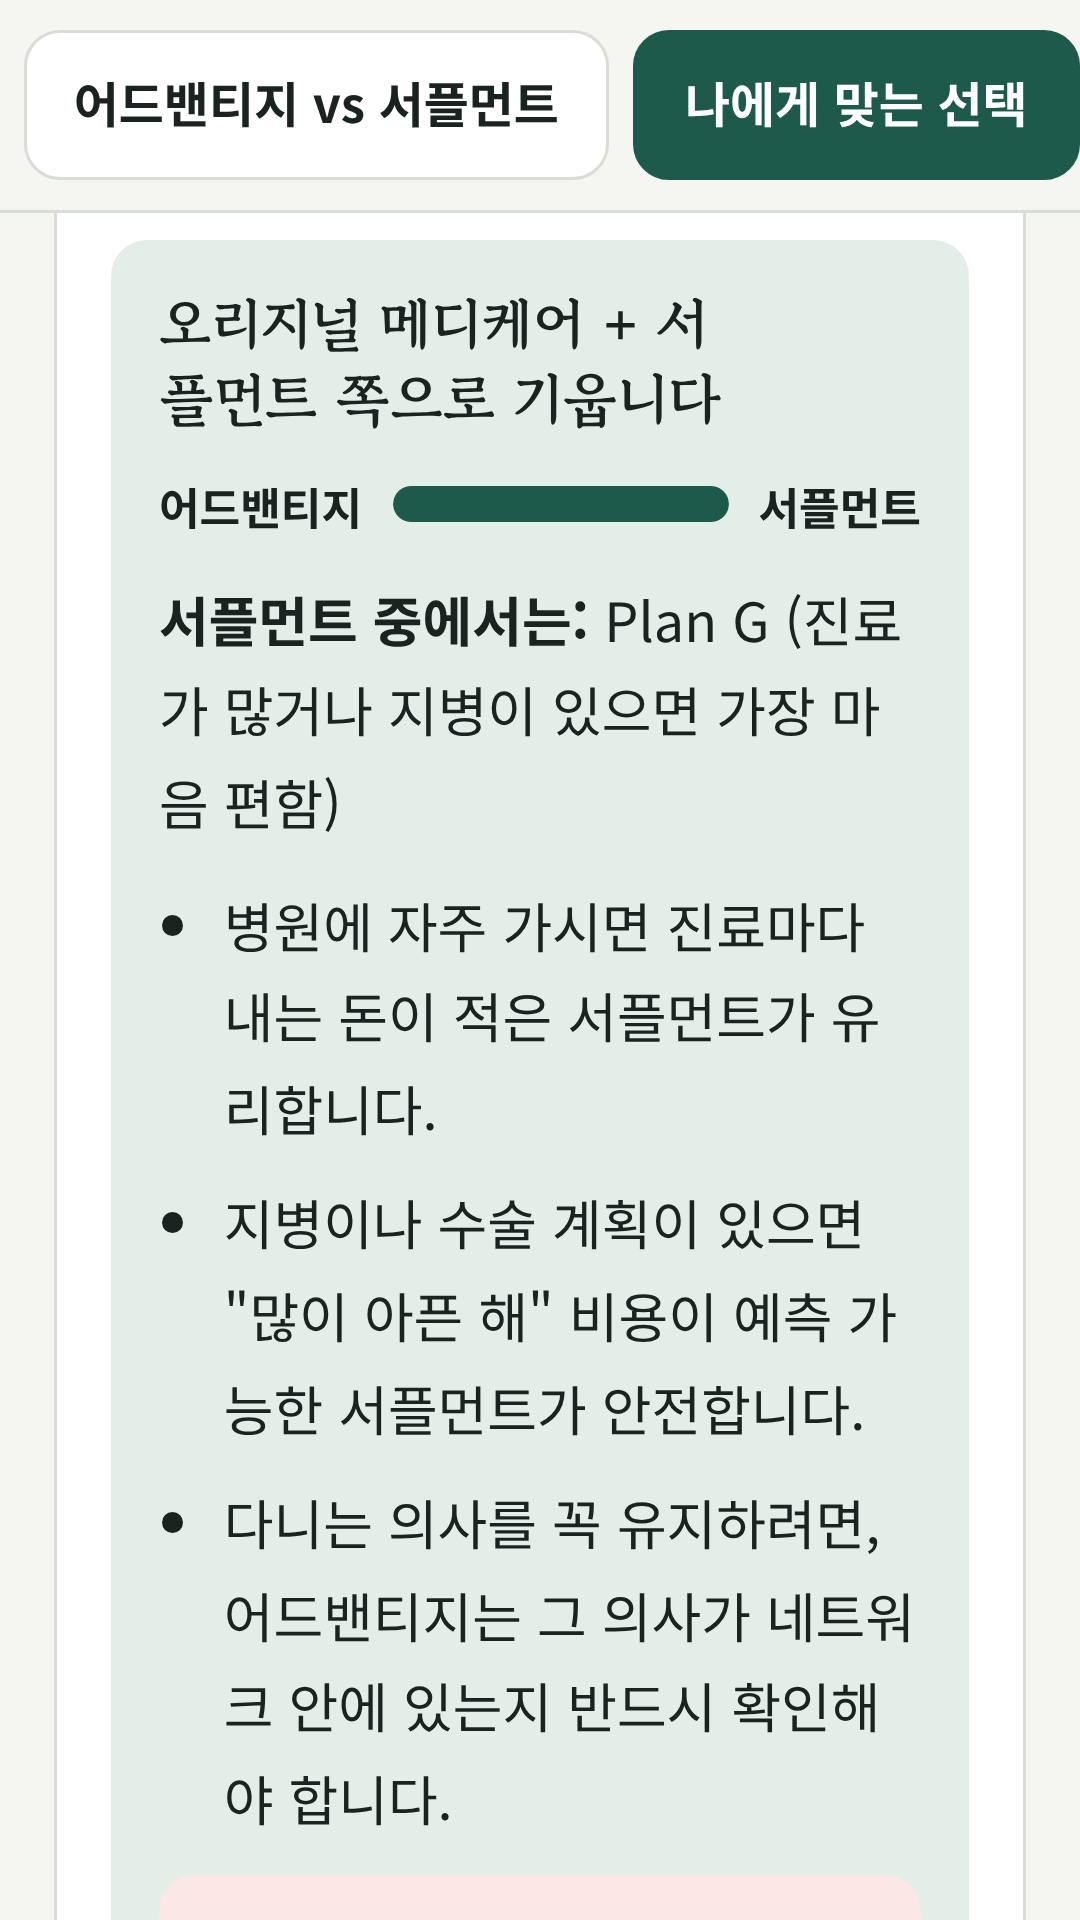 어드밴티지 vs 서플먼트
나에게 맞는 선택
오리지널 메디케어 + 서
플먼트 쪽으로 기웁니다
어드밴티지
서플먼트
서플먼트 중에서는: Plan G (진료
가 많거나 지병이 있으면 가장 마
음 편함)
• 병원에 자주 가시면 진료마다
내는 돈이 적은 서플먼트가 유
리합니다.
• 지병이나 수술 계획이 있으면
"많이 아픈 해" 비용이 예측 가
능한 서플먼트가 안전합니다.
• 다니는 의사를 꼭 유지하려면,
어드밴티지는 그 의사가 네트워
크 안에 있는지 반드시 확인해
야 합니다.